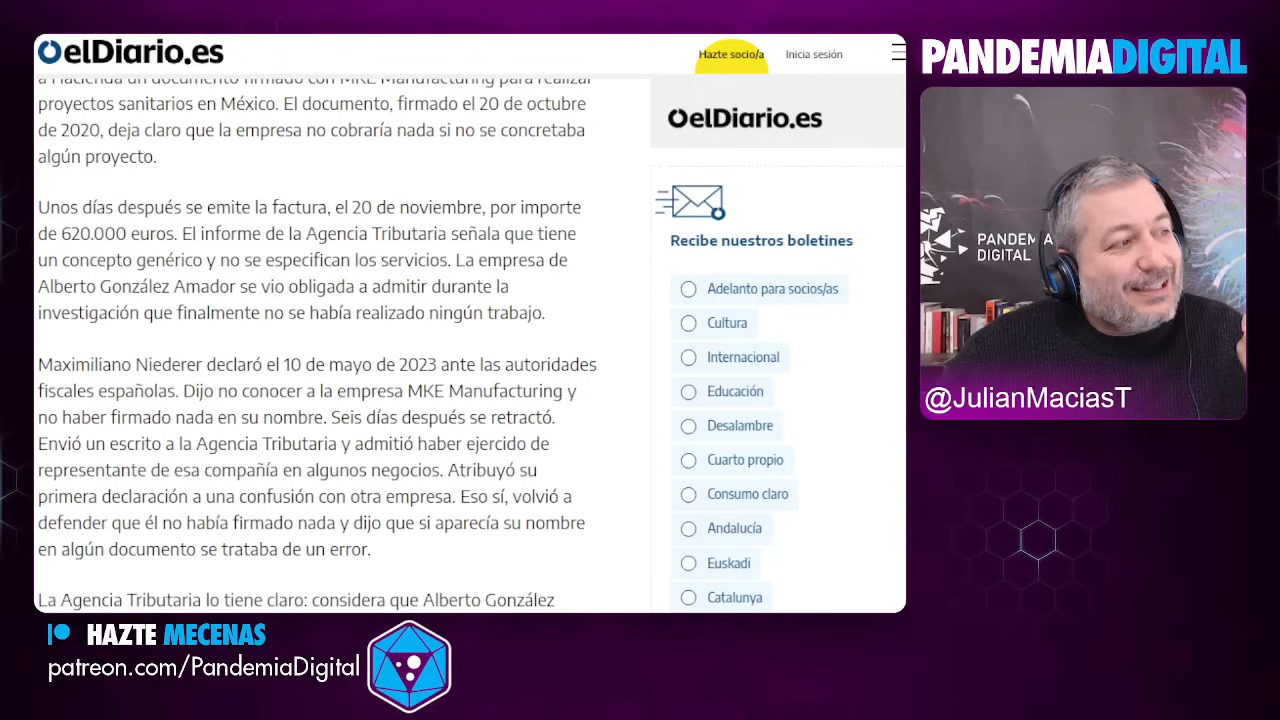 elDiario.es
Hazte socio/a
Inicia sesión
a Hacienda un documento firmado con MKE Manufacturing para realizar
proyectos sanitarios en México. El documento, firmado el 20 de octubre
de 2020, deja claro que la empresa no cobraría nada si no se concretaba
algún proyecto.
Unos días después se emite la factura, el 20 de noviembre, por importe
de 620.000 euros. El informe de la Agencia Tributaria señala que tiene
un concepto genérico y no se especifican los servicios. La empresa de
Alberto González Amador se vio obligada a admitir durante la
investigación que finalmente no se había realizado ningún trabajo.
Maximiliano Niederer declaró el 10 de mayo de 2023 ante las autoridades
fiscales españolas. Dijo no conocer a la empresa MKE Manufacturing y
no haber firmado nada en su nombre. Seis días después se retractó.
Envió un escrito a la Agencia Tributaria y admitió haber ejercido de
representante de esa compañía en algunos negocios. Atribuyó su
primera declaración a una confusión con otra empresa. Eso sí, volvió a
defender que él no había firmado nada y dijo que si aparecía su nombre
en algún documento se trataba de un error.
La Agencia Tributaria lo tiene claro: considera que Alberto González
elDiario.es
Recibe nuestros boletines
Adelanto para socios/as
Cultura
Internacional
Educación
Desalambre
Cuarto propio
Consumo claro
Andalucía
Euskadi
Catalunya
PANDEMIADIGITAL
PANDEMIA
DIGITAL
@JulianMaciasT
HAZTE MECENAS
patreon.com/PandemiaDigital